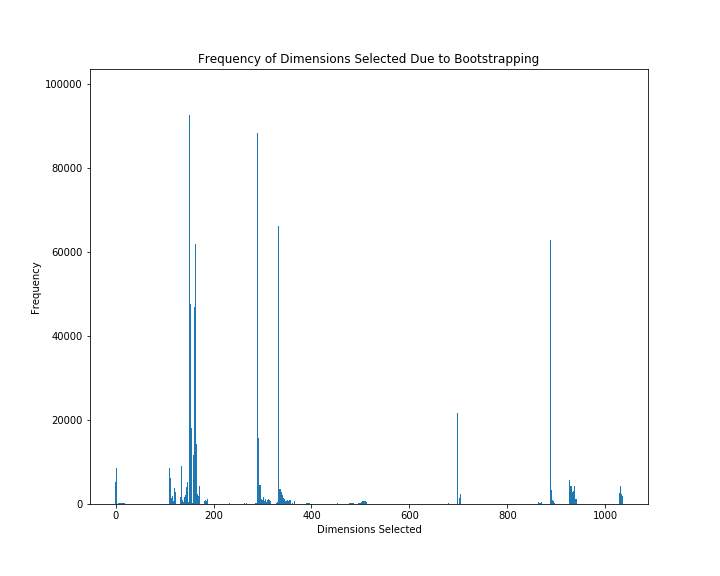 Frequency of Dimensions Selected Due to Bootstrapping
100000
80000
60000
40000
20000
0
Frequency
0 200 400 600 800 1000
Dimensions Selected